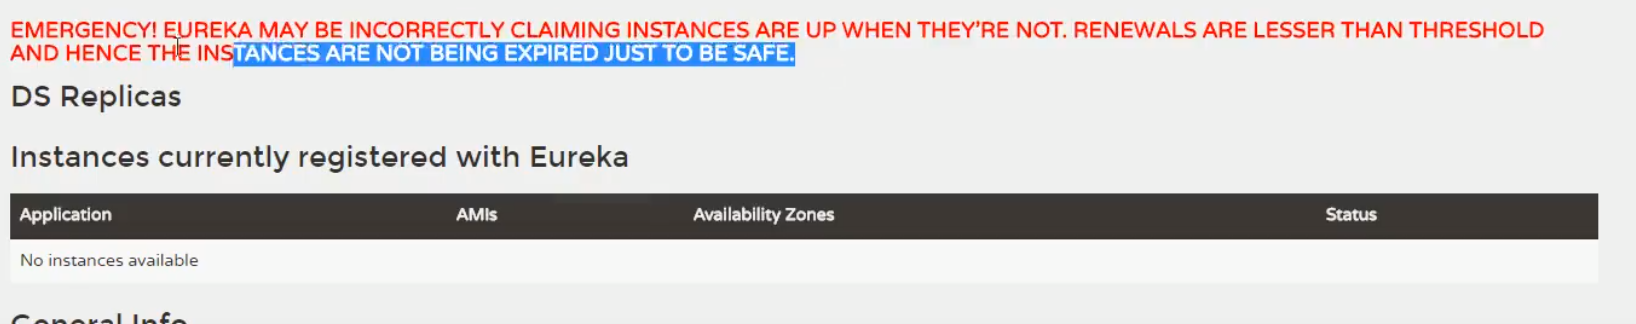 EMERGENCY! EUREKA MAY BE INCORRECTLY CLAIMING INSTANCES ARE UP WHEN THEY'RE NOT. RENEWALS ARE LESSER THAN THRESHOLD
AND HENCE THE INSTANCES ARE NOT BEING EXPIRED JUST TO BE SAFE.
DS Replicas
Instances currently registered with Eureka
Application AMIs Availability Zones Status
No instances available
General Info